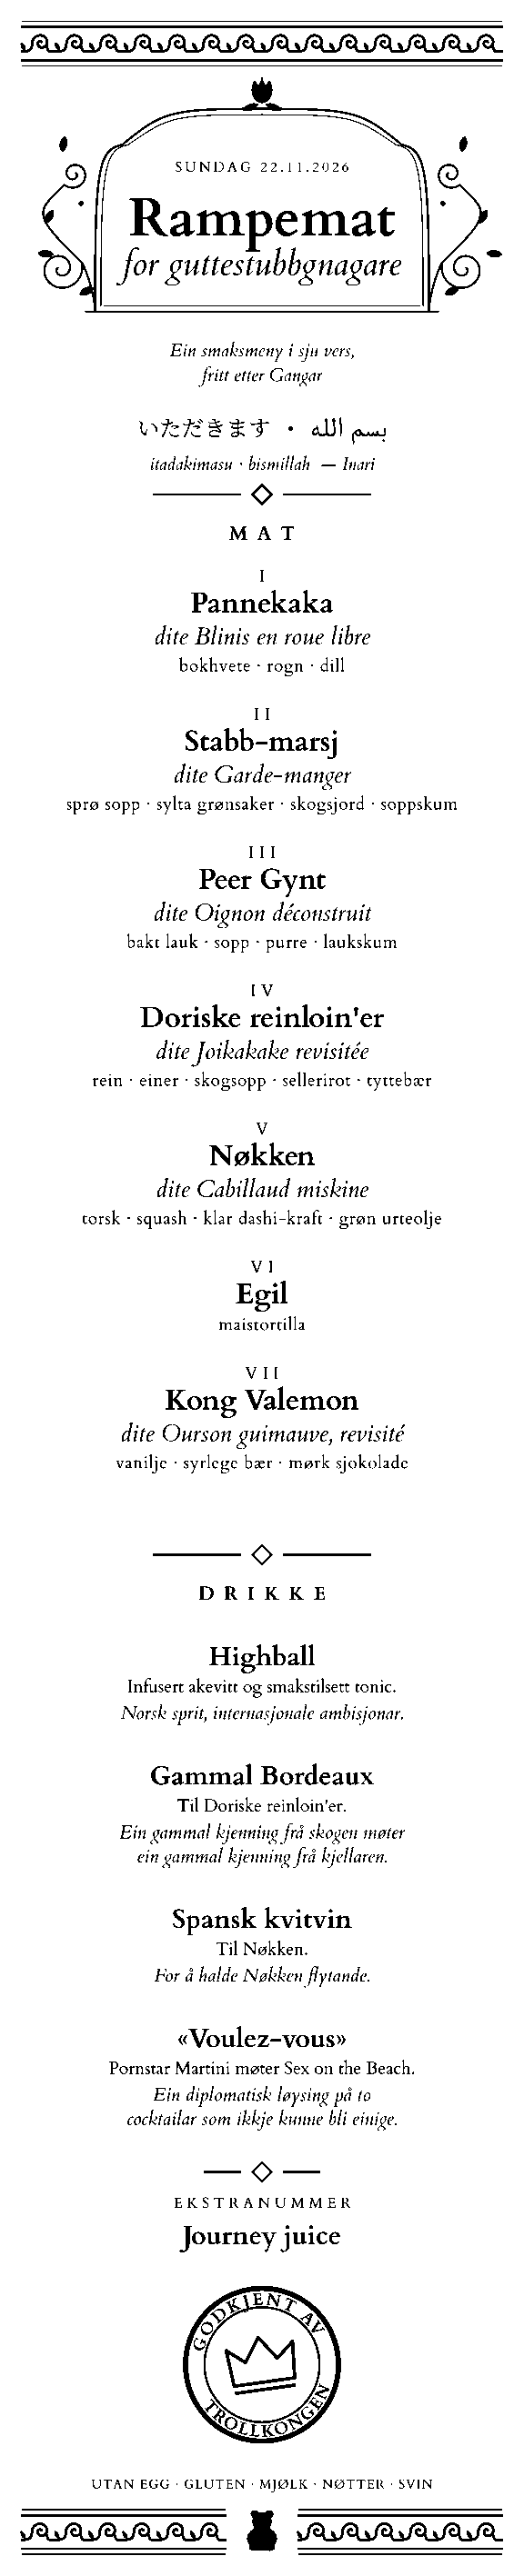 SUNDAG 22.11.2026
Rampemat
for guttestubbgnagare
Ein smaksmeny i sju vers,
fritt etter Gangar
いただきます · بسم الله
itadakimasu · bismillah — Inari
MAT
I
Pannekaka
dite Blinis en roue libre
bokhvete · rogn · dill
II
Stabb-marsj
dite Garde-manger
sprø sopp · sylta grønsaker · skogsjord · soppskum
III
Peer Gynt
dite Oignon déconstruit
bakt lauk · sopp · purre · laukskum
IV
Doriske reinloin'er
dite Joikakake revisitée
rein · einer · skogsopp · sellerirot · tyttebær
V
Nøkken
dite Cabillaud miskine
torsk · squash · klar dashi-kraft · grøn urteolje
VI
Egil
maistortilla
VII
Kong Valemon
dite Ourson guimauve, revisité
vanilje · syrlege bær · mørk sjokolade
DRIKKE
Highball
Infusert akevitt og smakstilsett tonic.
Norsk sprit, internasjonale ambisjonar.
Gammal Bordeaux
Til Doriske reinloin'er.
Ein gammal kjenning frå skogen møter
ein gammal kjenning frå kjellaren.
Spansk kvitvin
Til Nøkken.
For å halde Nøkken flytande.
«Voulez-vous»
Pornstar Martini møter Sex on the Beach.
Ein diplomatisk løysing på to
cocktailar som ikkje kunne bli einige.
EKSTRANUMMER
Journey juice
GODKJENT AV
TROLLKONGEN
UTAN EGG · GLUTEN · MJØLK · NØTTER · SVIN